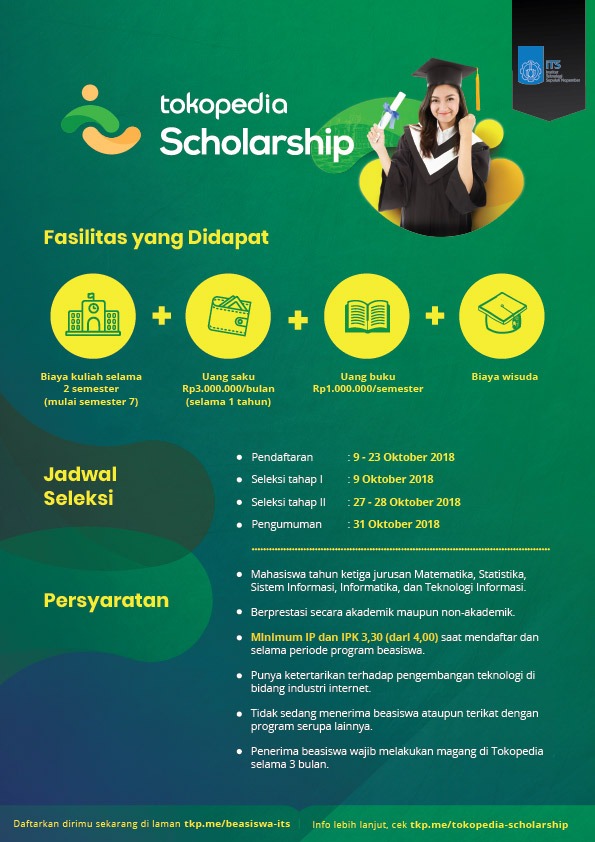 ITS
Institut
Teknologi
Sepuluh Nopember
tokopedia
Scholarship
Fasilitas yang Didapat
Biaya kuliah selama
2 semester
(mulai semester 7)
Uang saku
Rp3.000.000/bulan
(selama 1 tahun)
Uang buku
Rp1.000.000/semester
Biaya wisuda
Jadwal
Seleksi
Pendaftaran : 9 - 23 Oktober 2018
Seleksi tahap I : 9 Oktober 2018
Seleksi tahap II : 27 - 28 Oktober 2018
Pengumuman : 31 Oktober 2018
Persyaratan
Mahasiswa tahun ketiga jurusan Matematika, Statistika,
Sistem Informasi, Informatika, dan Teknologi Informasi.
Berprestasi secara akademik maupun non-akademik.
Minimum IP dan IPK 3,30 (dari 4,00) saat mendaftar dan
selama periode program beasiswa.
Punya ketertarikan terhadap pengembangan teknologi di
bidang industri internet.
Tidak sedang menerima beasiswa ataupun terikat dengan
program serupa lainnya.
Penerima beasiswa wajib melakukan magang di Tokopedia
selama 3 bulan.
Daftarkan dirimu sekarang di laman tkp.me/beasiswa-its
Info lebih lanjut, cek tkp.me/tokopedia-scholarship